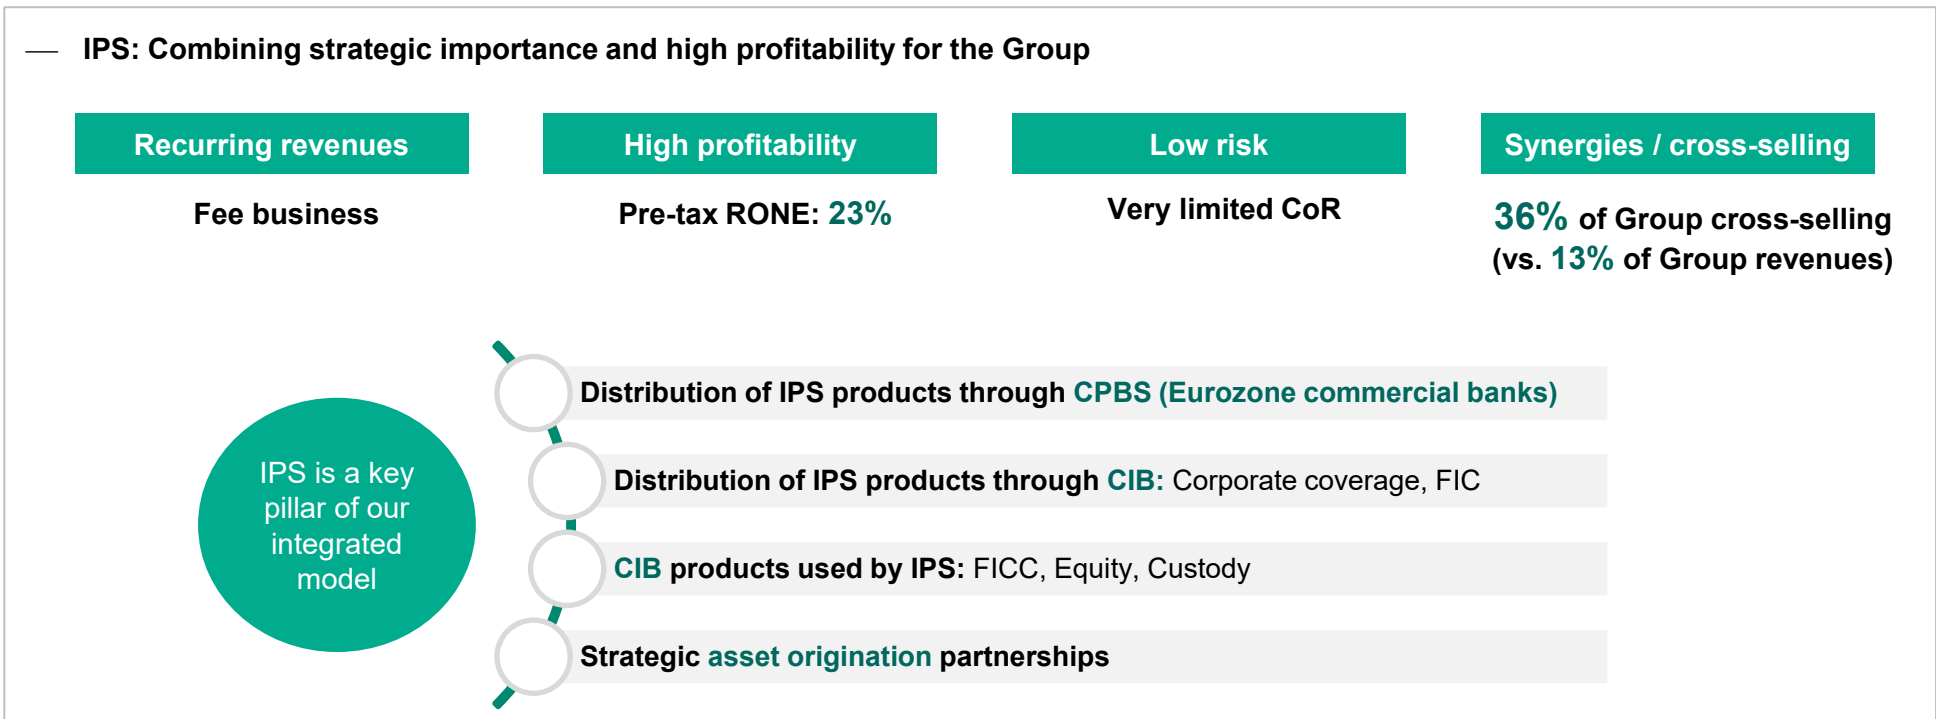 — IPS: Combining strategic importance and high profitability for the Group
Recurring revenues
Fee business
High profitability
Pre-tax RONE: 23%
Low risk
Very limited CoR
Synergies / cross-selling
36% of Group cross-selling
(vs. 13% of Group revenues)
IPS is a key
pillar of our
integrated
model
Distribution of IPS products through CPBS (Eurozone commercial banks)
Distribution of IPS products through CIB: Corporate coverage, FIC
CIB products used by IPS: FICC, Equity, Custody
Strategic asset origination partnerships